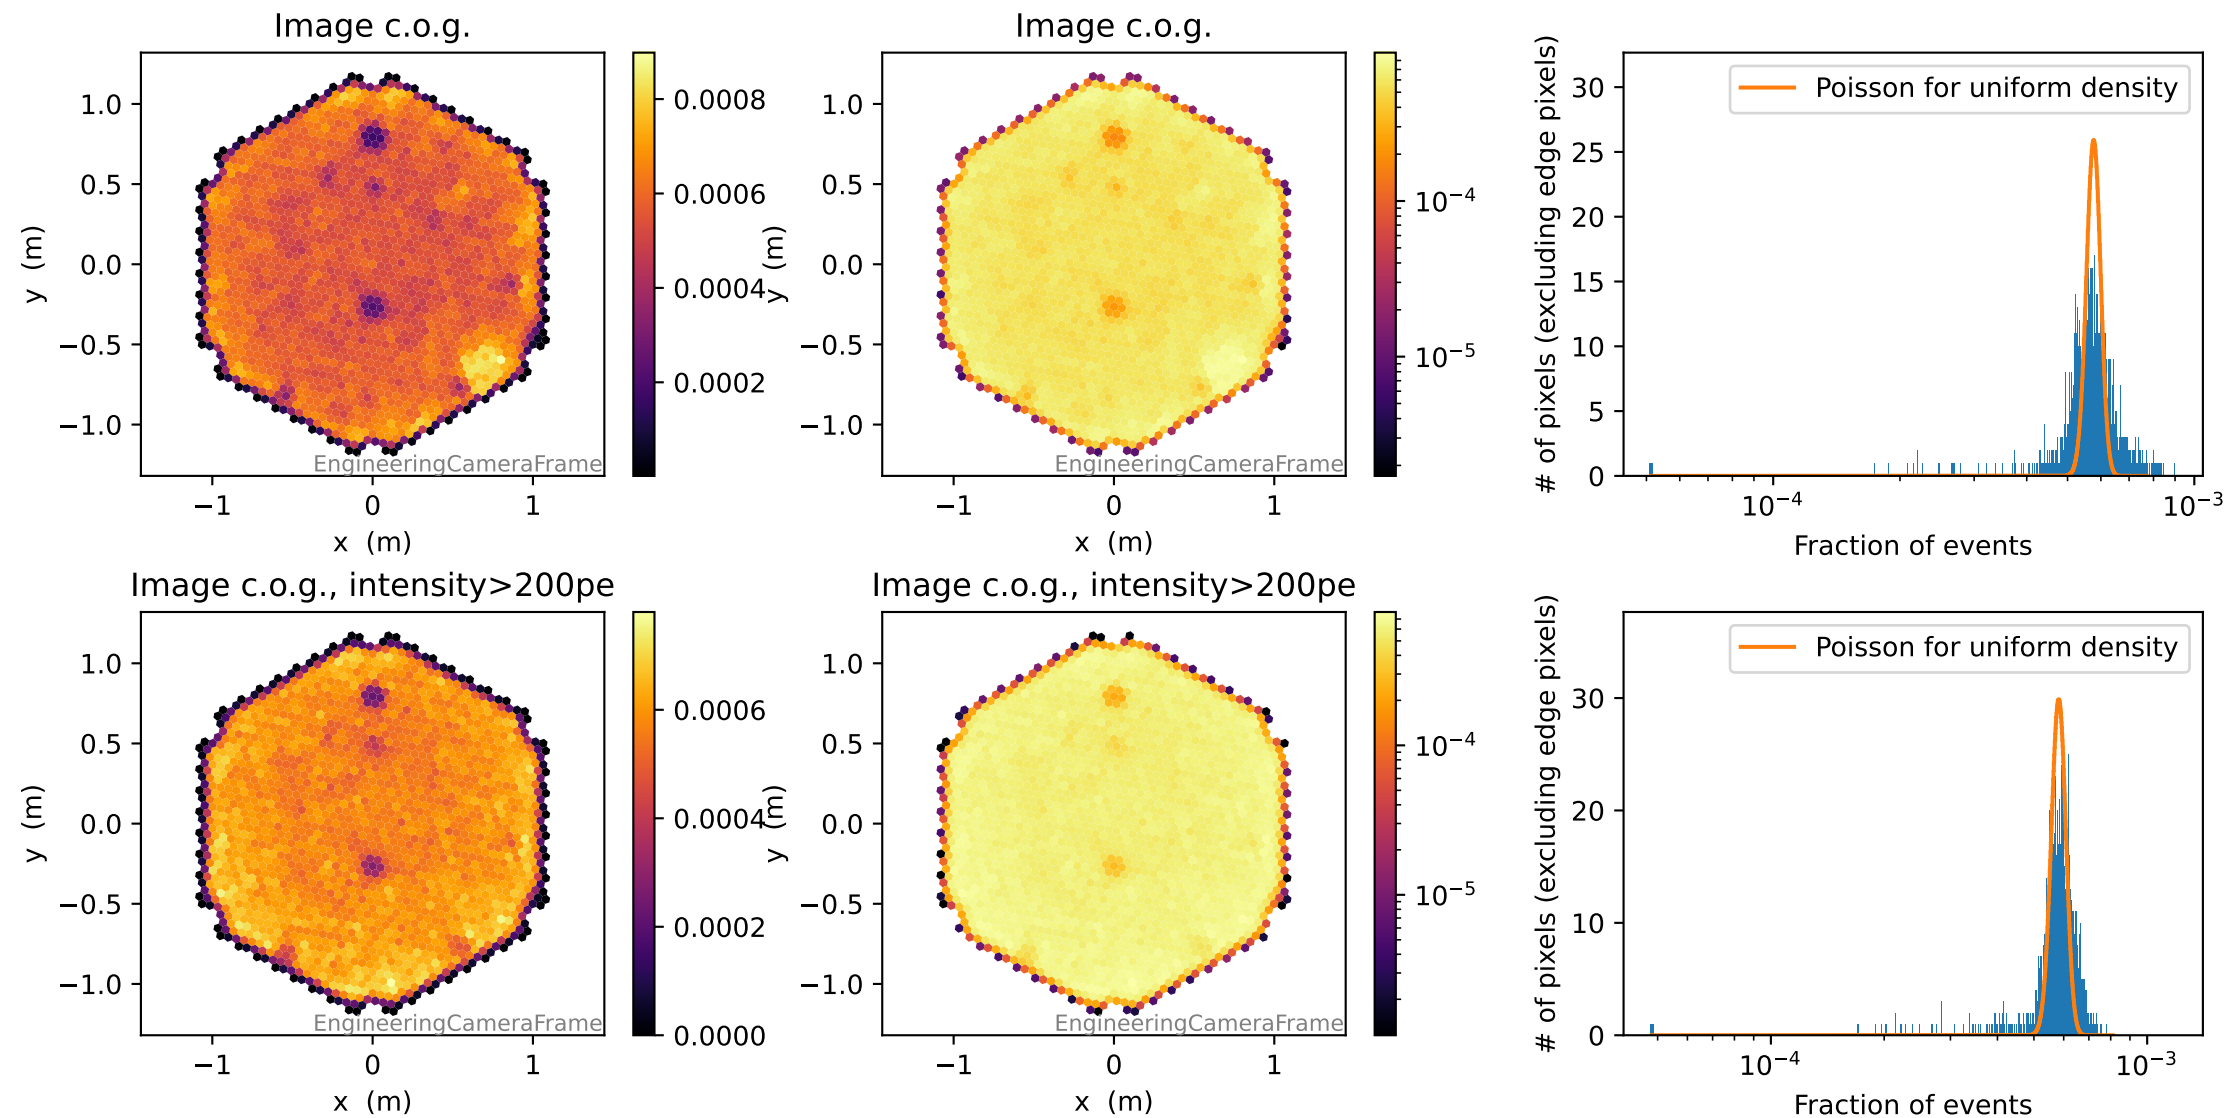 Image c.o.g.
1.0
0.5
0.0
−0.5
−1.0
y (m)
−1
0
1
x (m)
EngineeringCameraFrame
0.0008
0.0006
0.0004
0.0002
Image c.o.g.
1.0
0.5
0.0
−0.5
−1.0
y (m)
−1
0
1
x (m)
EngineeringCameraFrame
10⁻⁴
10⁻⁵
# of pixels (excluding edge pixels)
30
25
20
15
10
5
0
Poisson for uniform density
10⁻⁴
10⁻³
Fraction of events
Image c.o.g., intensity>200pe
1.0
0.5
0.0
−0.5
−1.0
y (m)
−1
0
1
x (m)
EngineeringCameraFrame
0.0006
0.0004
0.0002
0.0000
Image c.o.g., intensity>200pe
1.0
0.5
0.0
−0.5
−1.0
y (m)
−1
0
1
x (m)
EngineeringCameraFrame
10⁻⁴
10⁻⁵
# of pixels (excluding edge pixels)
30
20
10
0
Poisson for uniform density
10⁻⁴
10⁻³
Fraction of events